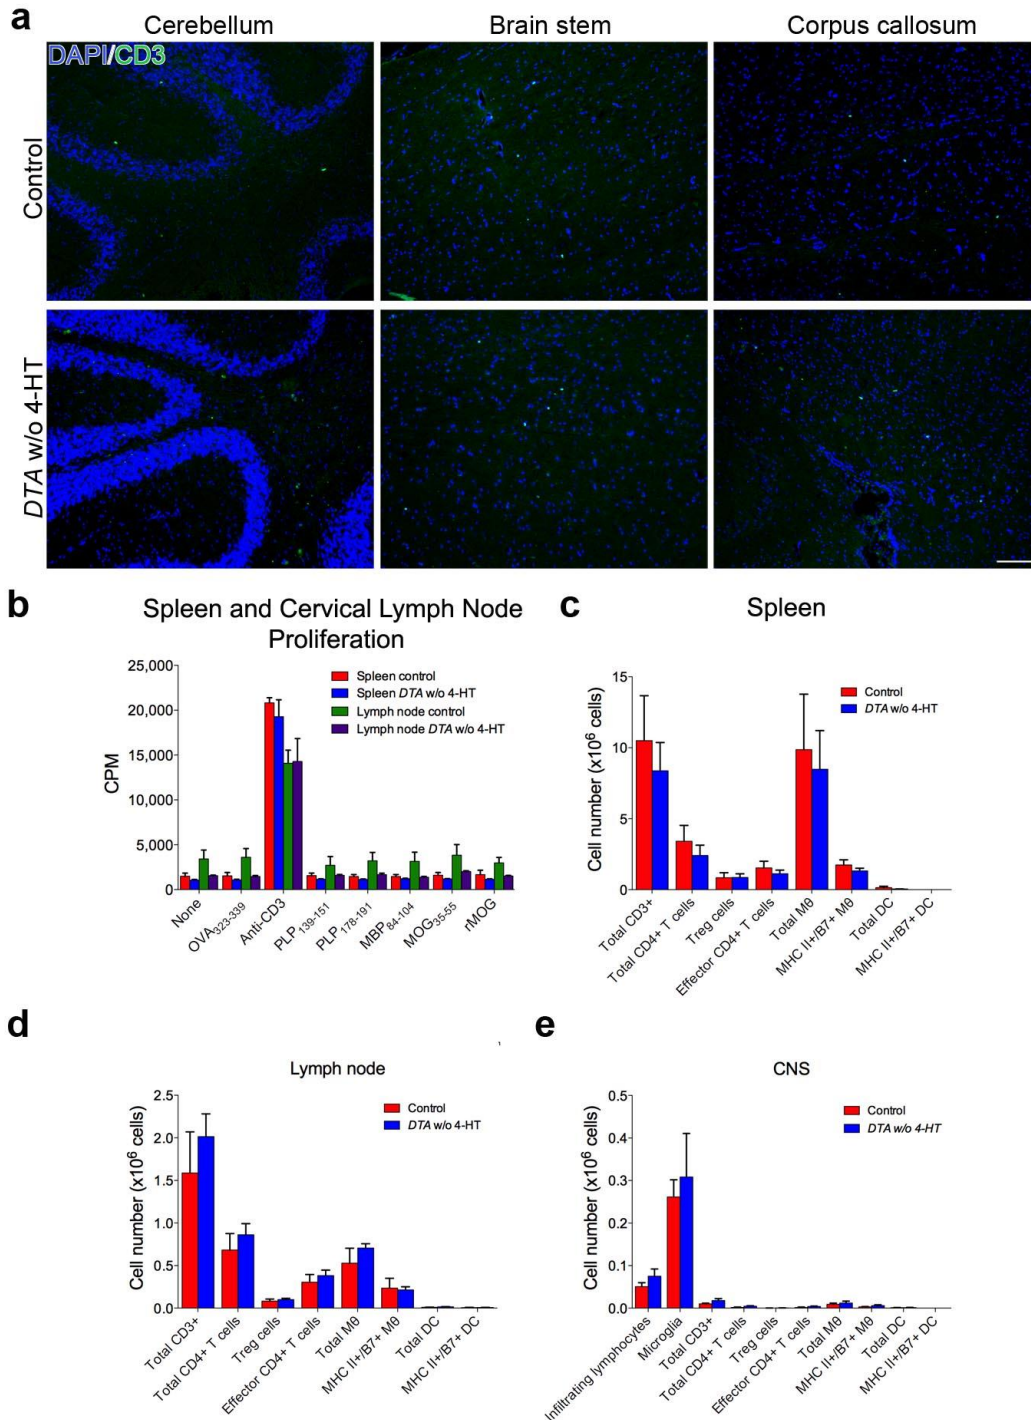 a
Cerebellum
Brain stem
Corpus callosum
DAPI/CD3
Control
DTA w/o 4-HT
b
Spleen and Cervical Lymph Node
Proliferation
25,000
20,000
15,000
10,000
5,000
0
CPM
Spleen control
Spleen DTA w/o 4-HT
Lymph node control
Lymph node DTA w/o 4-HT
None
OVA323-339
Anti-CD3
PLP139-151
PLP178-191
MBP84-104
MOG35-55
rMOG
c
Spleen
Cell number (x10⁶ cells)
15
10
5
0
Control
DTA w/o 4-HT
Total CD3+
Total CD4+ T cells
Treg cells
Effector CD4+ T cells
Total Mθ
MHC II+/B7+ Mθ
Total DC
MHC II+/B7+ DC
d
Lymph node
Cell number (x10⁶ cells)
2.5
2.0
1.5
1.0
0.5
0.0
Control
DTA w/o 4-HT
Total CD3+
Total CD4+ T cells
Treg cells
Effector CD4+ T cells
Total Mθ
MHC II+/B7+ Mθ
Total DC
MHC II+/B7+ DC
e
CNS
Cell number (x10⁶ cells)
0.5
0.4
0.3
0.2
0.1
0.0
Control
DTA w/o 4-HT
Infiltrating lymphocytes
Microglia
Total CD3+
Total CD4+ T cells
Treg cells
Effector CD4+ T cells
Total Mθ
MHC II+/B7+ Mθ
Total DC
MHC II+/B7+ DC